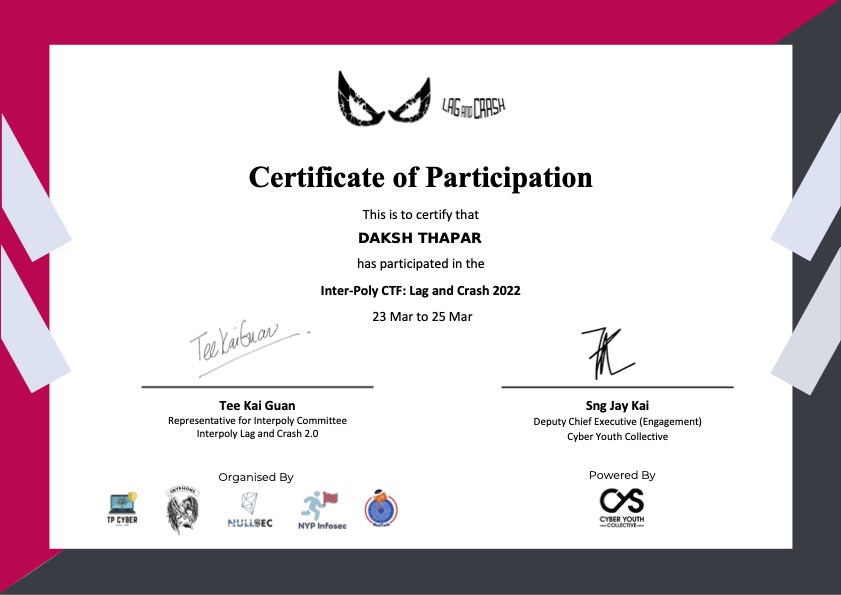 LAG AND CRASH
Certificate of Participation
This is to certify that
DAKSH THAPAR
has participated in the
Inter-Poly CTF: Lag and Crash 2022
23 Mar to 25 Mar
Tee Kai Guan
Tee Kai Guan
Representative for Interpoly Committee
Interpoly Lag and Crash 2.0
Sng Jay Kai
Deputy Chief Executive (Engagement)
Cyber Youth Collective
Organised By
TP CYBER
GRYPHONS
NULLSEC
NYP Infosec
Powered By
CYS
CYBER YOUTH
COLLECTIVE